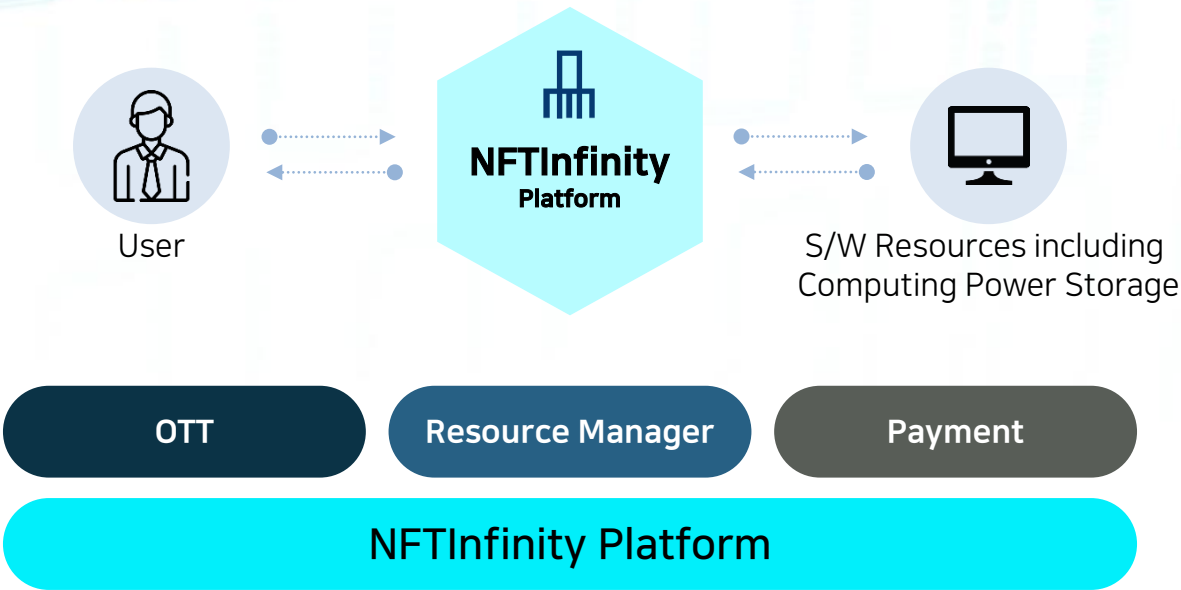 NFTInfinity
Platform
User
S/W Resources including
Computing Power Storage
OTT
Resource Manager
Payment
NFTInfinity Platform